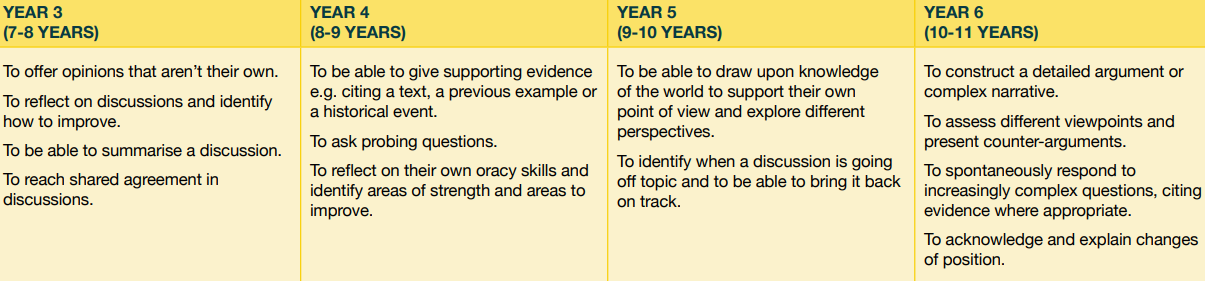 YEAR 3
(7-8 YEARS)
To offer opinions that aren't their own.
To reflect on discussions and identify
how to improve.
To be able to summarise a discussion.
To reach shared agreement in
discussions.
YEAR 4
(8-9 YEARS)
To be able to give supporting evidence
e.g. citing a text, a previous example or
a historical event.
To ask probing questions.
To reflect on their own oracy skills and
identify areas of strength and areas to
improve.
YEAR 5
(9-10 YEARS)
To be able to draw upon knowledge
of the world to support their own
point of view and explore different
perspectives.
To identify when a discussion is going
off topic and to be able to bring it back
on track.
YEAR 6
(10-11 YEARS)
To construct a detailed argument or
complex narrative.
To assess different viewpoints and
present counter-arguments.
To spontaneously respond to
increasingly complex questions, citing
evidence where appropriate.
To acknowledge and explain changes
of position.